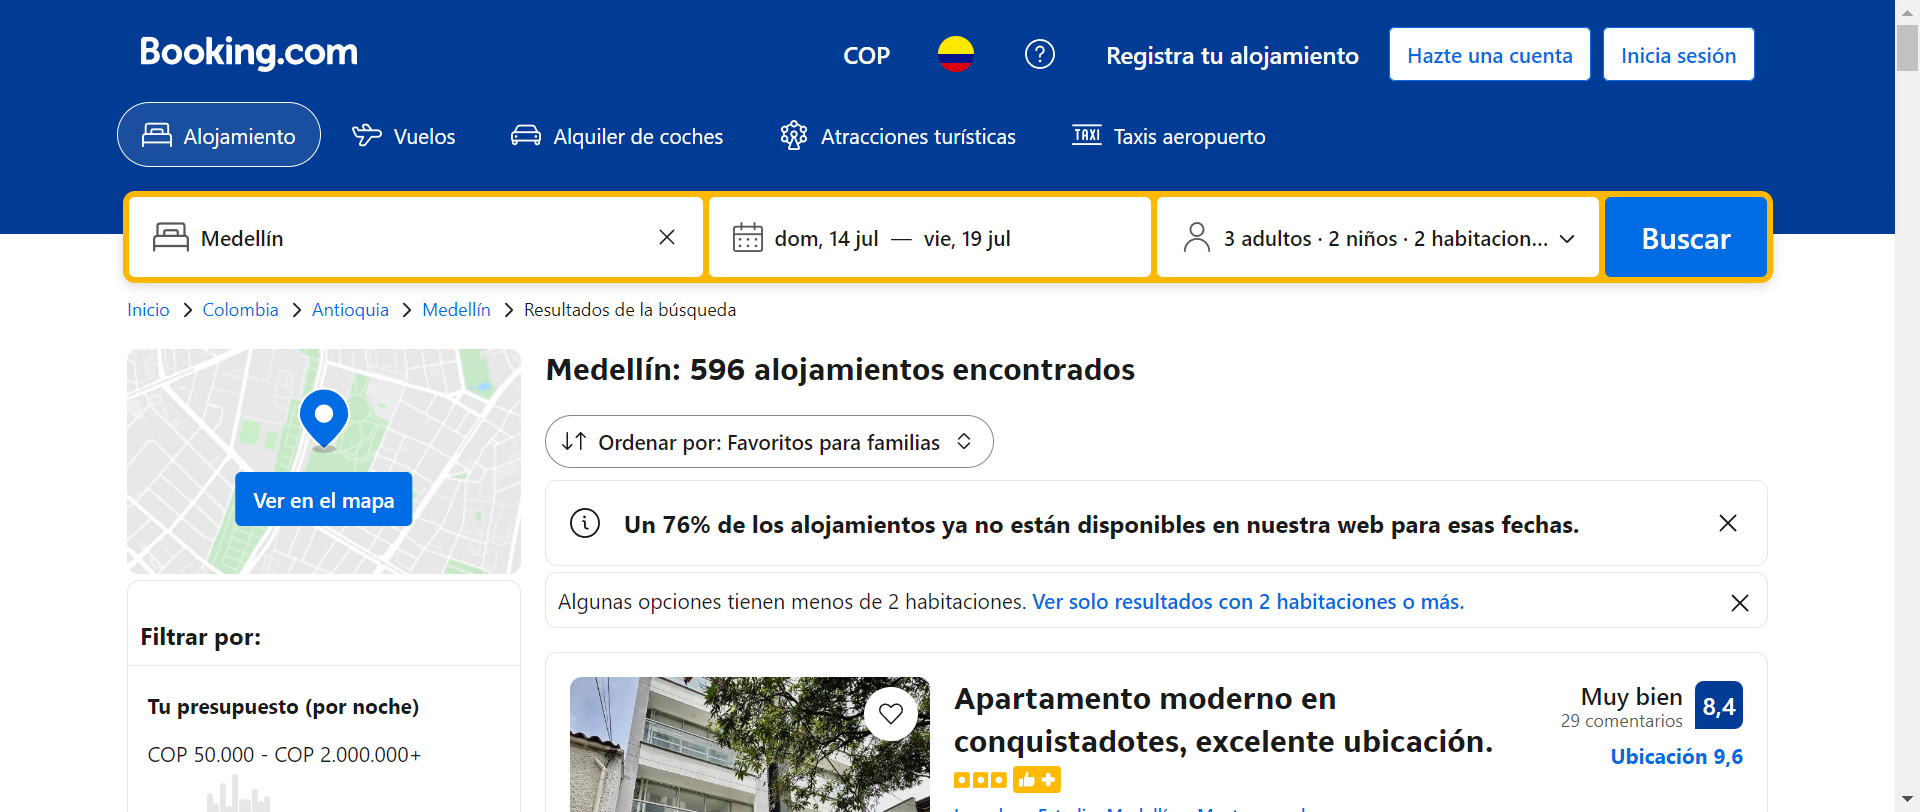 Booking.com
COP
Registra tu alojamiento
Hazte una cuenta
Inicia sesión
Alojamiento
Vuelos
Alquiler de coches
Atracciones turísticas
TAXI
Taxis aeropuerto
Medellín
dom, 14 jul — vie, 19 jul
3 adultos · 2 niños · 2 habitacion...
Buscar
Inicio
Colombia
Antioquia
Medellín
Resultados de la búsqueda
Medellín: 596 alojamientos encontrados
Ordenar por: Favoritos para familias
Ver en el mapa
Un 76% de los alojamientos ya no están disponibles en nuestra web para esas fechas.
Algunas opciones tienen menos de 2 habitaciones. Ver solo resultados con 2 habitaciones o más.
Filtrar por:
Tu presupuesto (por noche)
COP 50.000 - COP 2.000.000+
Apartamento moderno en
conquistadotes, excelente ubicación.
Muy bien
29 comentarios
8,4
Ubicación 9,6